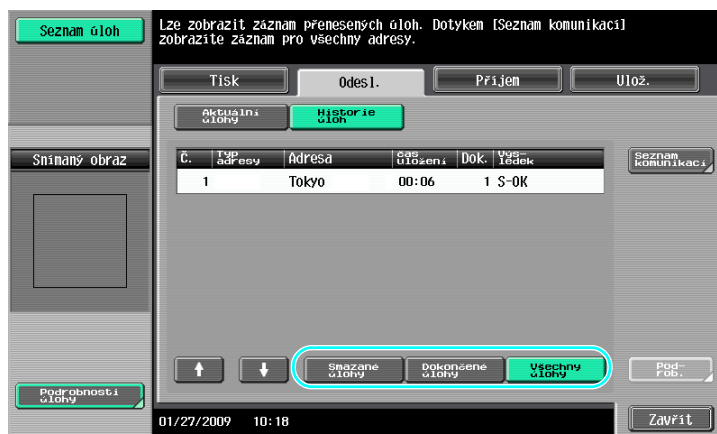 Seznam úloh
Lze zobrazit záznam přenesených úloh. Dotykem [Seznam komunikací]
zobrazíte záznam pro všechny adresy.
Tisk
Odesl.
Příjem
Ulož.
Aktuální
úlohy
Historie
úloh
Snímaný obraz
Č.
Typ
adresy
Adresa
čas
uložení
Dok.
Výs-
ledek
Seznam
komunikací
1
Tokyo
00:06
1
S-OK
Smazané
úlohy
Dokončené
úlohy
Všechny
úlohy
Pod-
rob.
Podrobnosti
úlohy
01/27/2009
10:18
Zavřít